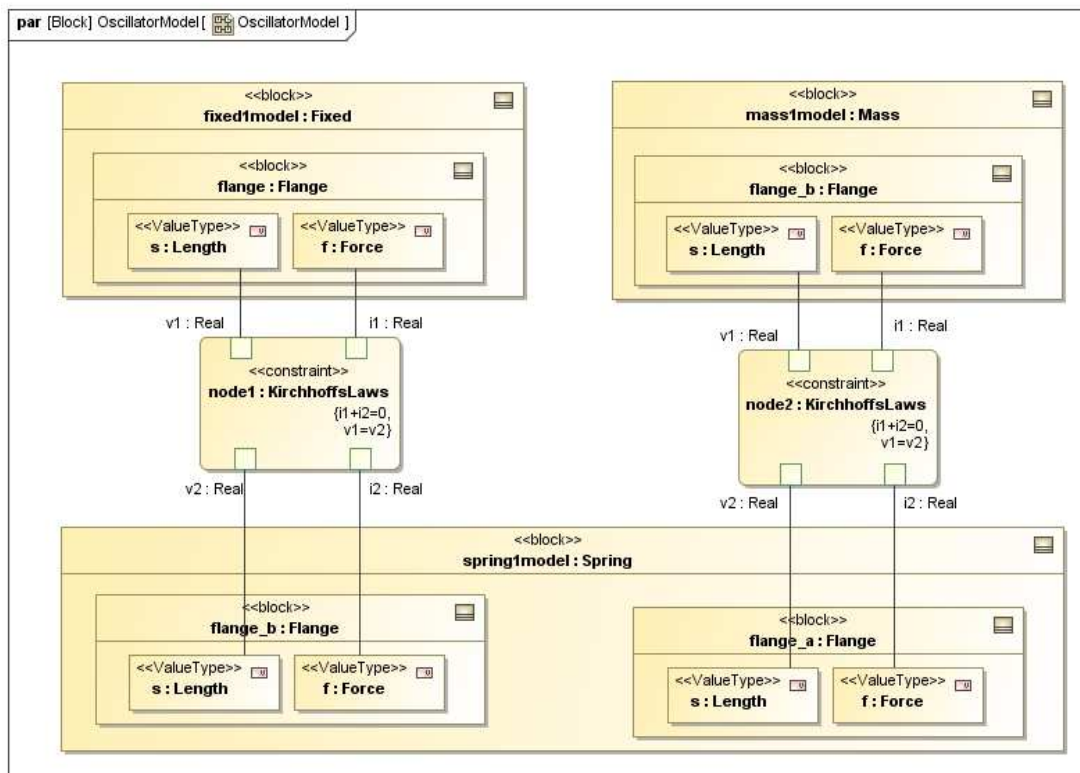 par [Block] OscillatorModel [ OscillatorModel ]
<<block>>
fixed1model : Fixed
<<block>>
flange : Flange
<<ValueType>>
s : Length
<<ValueType>>
f : Force
<<block>>
mass1model : Mass
<<block>>
flange_b : Flange
<<ValueType>>
s : Length
<<ValueType>>
f : Force
v1 : Real
i1 : Real
<<constraint>>
node1 : KirchhoffsLaws
{i1+i2=0,
v1=v2}
v2 : Real
i2 : Real
v1 : Real
i1 : Real
<<constraint>>
node2 : KirchhoffsLaws
{i1+i2=0,
v1=v2}
v2 : Real
i2 : Real
<<block>>
spring1model : Spring
<<block>>
flange_b : Flange
<<ValueType>>
s : Length
<<ValueType>>
f : Force
<<block>>
flange_a : Flange
<<ValueType>>
s : Length
<<ValueType>>
f : Force